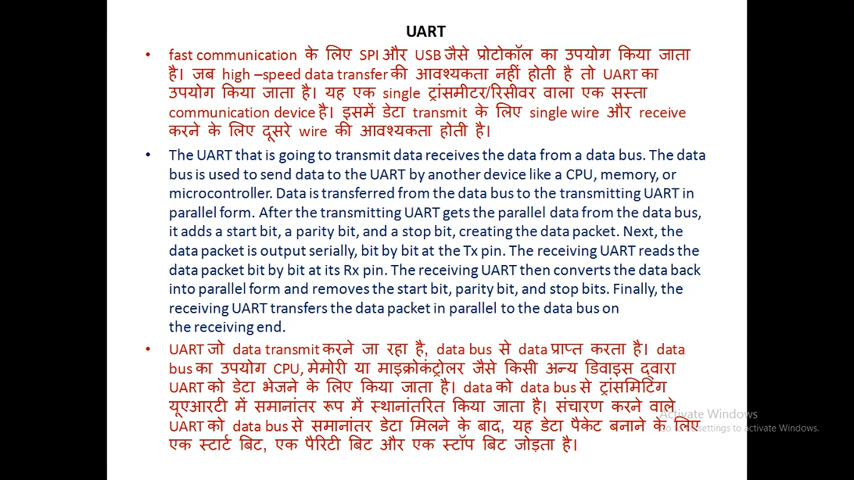 UART
• fast communication के लिए SPI और USB जैसे प्रोटोकॉल का उपयोग किया जाता
है। जब high –speed data transfer की आवश्यकता नहीं होती है तो UART का
उपयोग किया जाता है। यह एक single ट्रांसमीटर/रिसीवर वाला एक सस्ता
communication device है। इसमें डेटा transmit के लिए single wire और receive
करने के लिए दूसरे wire की आवश्यकता होती है।
• The UART that is going to transmit data receives the data from a data bus. The data
bus is used to send data to the UART by another device like a CPU, memory, or
microcontroller. Data is transferred from the data bus to the transmitting UART in
parallel form. After the transmitting UART gets the parallel data from the data bus,
it adds a start bit, a parity bit, and a stop bit, creating the data packet. Next, the
data packet is output serially, bit by bit at the Tx pin. The receiving UART reads the
data packet bit by bit at its Rx pin. The receiving UART then converts the data back
into parallel form and removes the start bit, parity bit, and stop bits. Finally, the
receiving UART transfers the data packet in parallel to the data bus on
the receiving end.
• UART जो data transmit करने जा रहा है, data bus से data प्राप्त करता है। data
bus का उपयोग CPU, मेमोरी या माइक्रोकंट्रोलर जैसे किसी अन्य डिवाइस द्वारा
UART को डेटा भेजने के लिए किया जाता है। data को data bus से ट्रांसमिटिंग
यूएआरटी में समानांतर रूप में स्थानांतरित किया जाता है। संचारण करने वाले
UART को data bus से समानांतर डेटा मिलने के बाद, यह डेटा पैकेट बनाने के लिए
एक स्टार्ट बिट, एक पैरिटी बिट और एक स्टॉप बिट जोड़ता है।
Activate Windows
to settings to activate Windows.